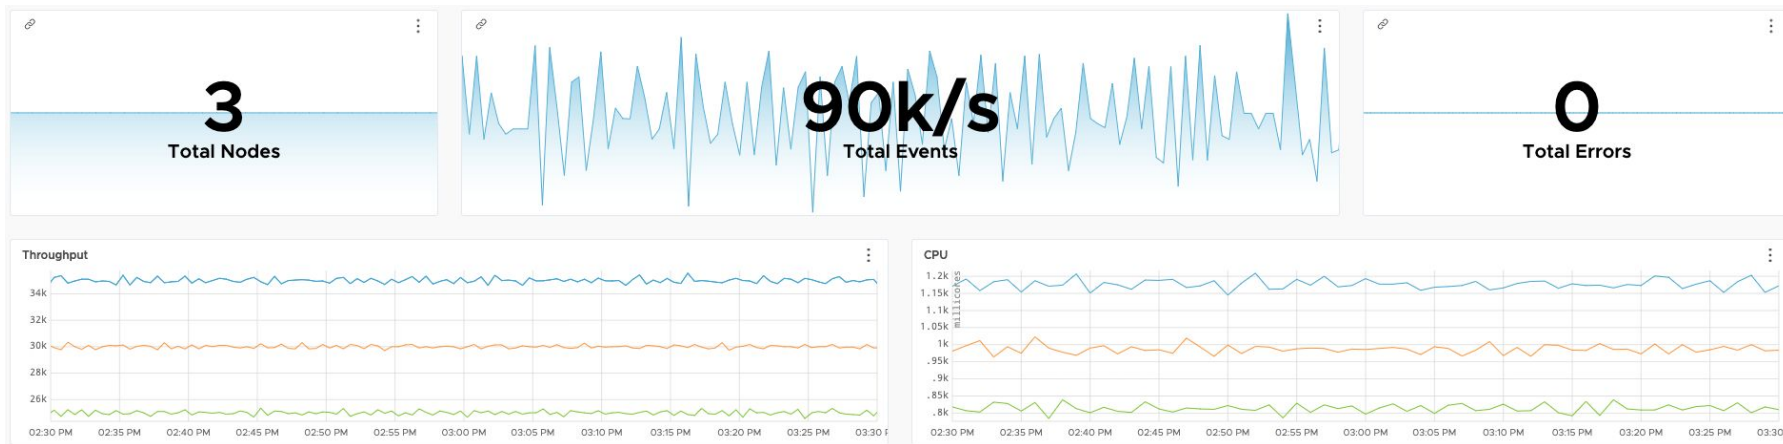 3
Total Nodes
90k/s
Total Events
0
Total Errors
Throughput
34k
32k
30k
28k
26k
02:30 PM 02:35 PM 02:40 PM 02:45 PM 02:50 PM 02:55 PM 03:00 PM 03:05 PM 03:10 PM 03:15 PM 03:20 PM 03:25 PM 03:30 P
CPU
millicores
1.2k
1.15k
1.1k
1.05k
1k
.95k
.9k
.85k
.8k
02:30 PM 02:35 PM 02:40 PM 02:45 PM 02:50 PM 02:55 PM 03:00 PM 03:05 PM 03:10 PM 03:15 PM 03:20 PM 03:25 PM 03:30